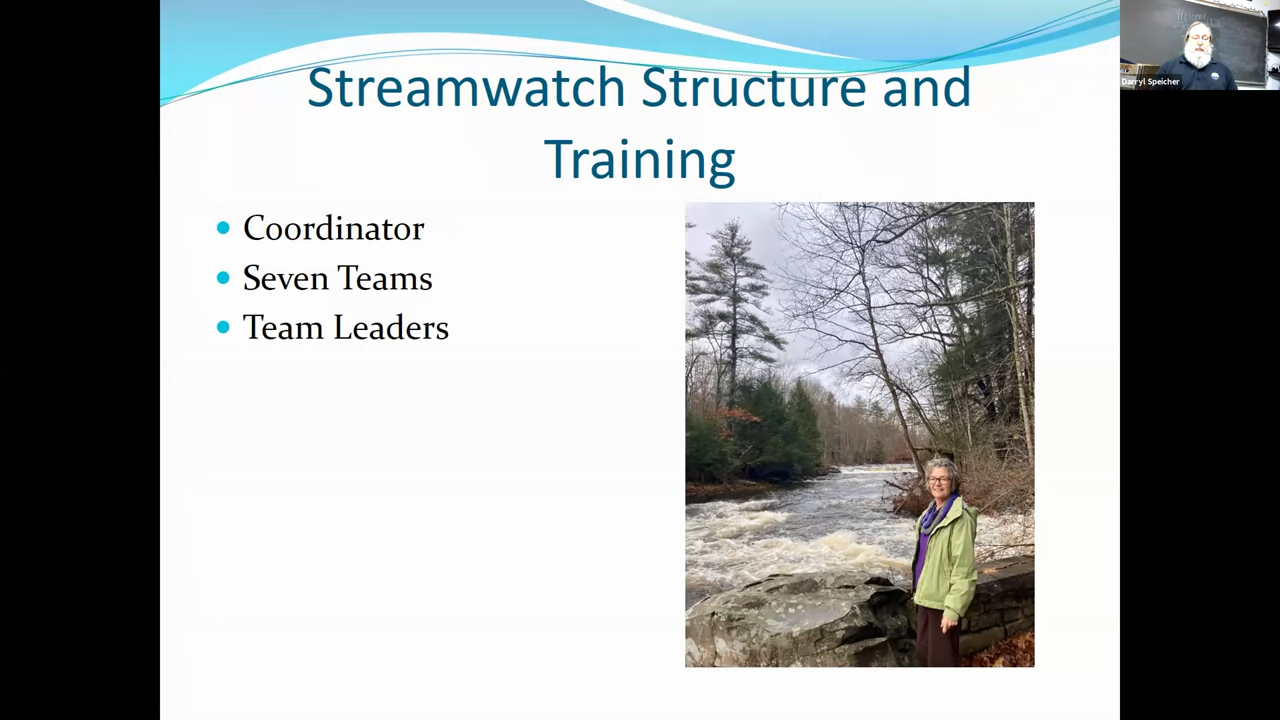 Streamwatch Structure and
Training
Coordinator
Seven Teams
Team Leaders
Darryl Speicher